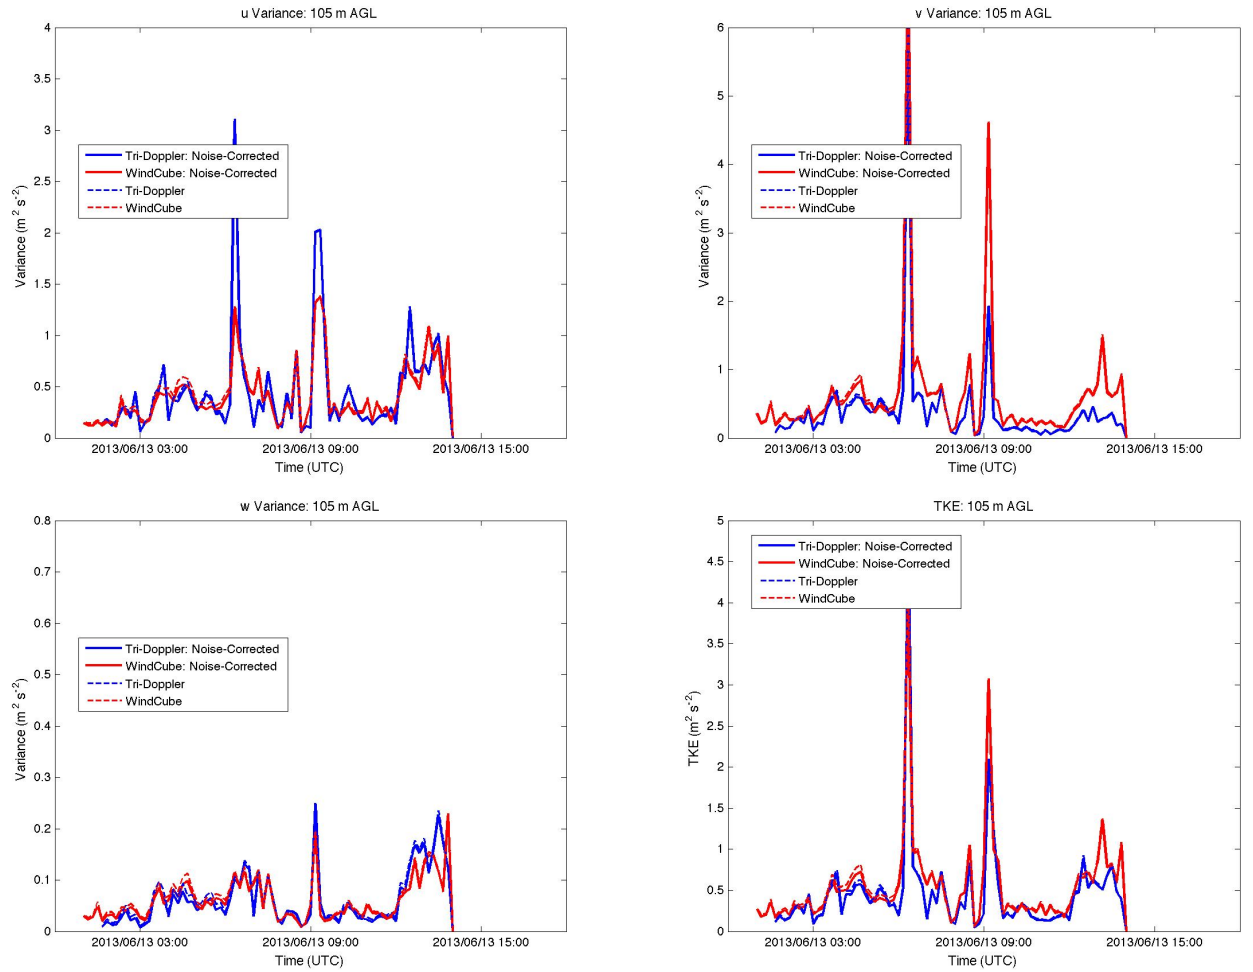 u Variance: 105 m AGL
4
3.5
3
2.5
2
1.5
1
0.5
0
Variance (m² s⁻²)
Tri-Doppler: Noise-Corrected
WindCube: Noise-Corrected
Tri-Doppler
WindCube
2013/06/13 03:00 2013/06/13 09:00 2013/06/13 15:00
Time (UTC)
v Variance: 105 m AGL
6
5
4
3
2
1
0
Variance (m² s⁻²)
Tri-Doppler: Noise-Corrected
WindCube: Noise-Corrected
Tri-Doppler
WindCube
2013/06/13 03:00 2013/06/13 09:00 2013/06/13 15:00
Time (UTC)
w Variance: 105 m AGL
0.8
0.7
0.6
0.5
0.4
0.3
0.2
0.1
0
Variance (m² s⁻²)
Tri-Doppler: Noise-Corrected
WindCube: Noise-Corrected
Tri-Doppler
WindCube
2013/06/13 03:00 2013/06/13 09:00 2013/06/13 15:00
Time (UTC)
TKE: 105 m AGL
5
4.5
4
3.5
3
2.5
2
1.5
1
0.5
0
TKE (m² s⁻²)
Tri-Doppler: Noise-Corrected
WindCube: Noise-Corrected
Tri-Doppler
WindCube
2013/06/13 03:00 2013/06/13 09:00 2013/06/13 15:00
Time (UTC)